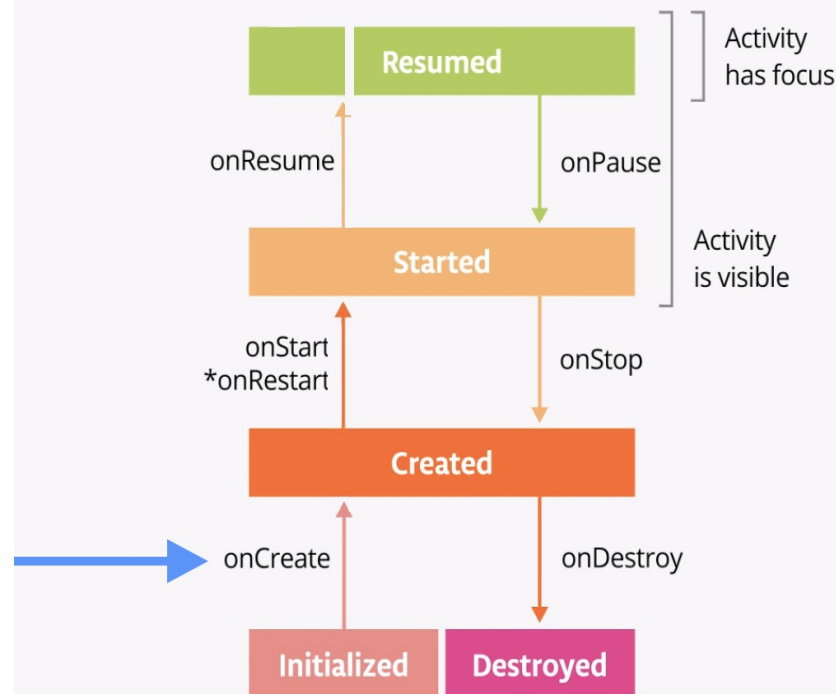 Resumed
Activity
has focus
onResume
onPause
Started
Activity
is visible
onStart
*onRestart
onStop
Created
onCreate
onDestroy
Initialized
Destroyed